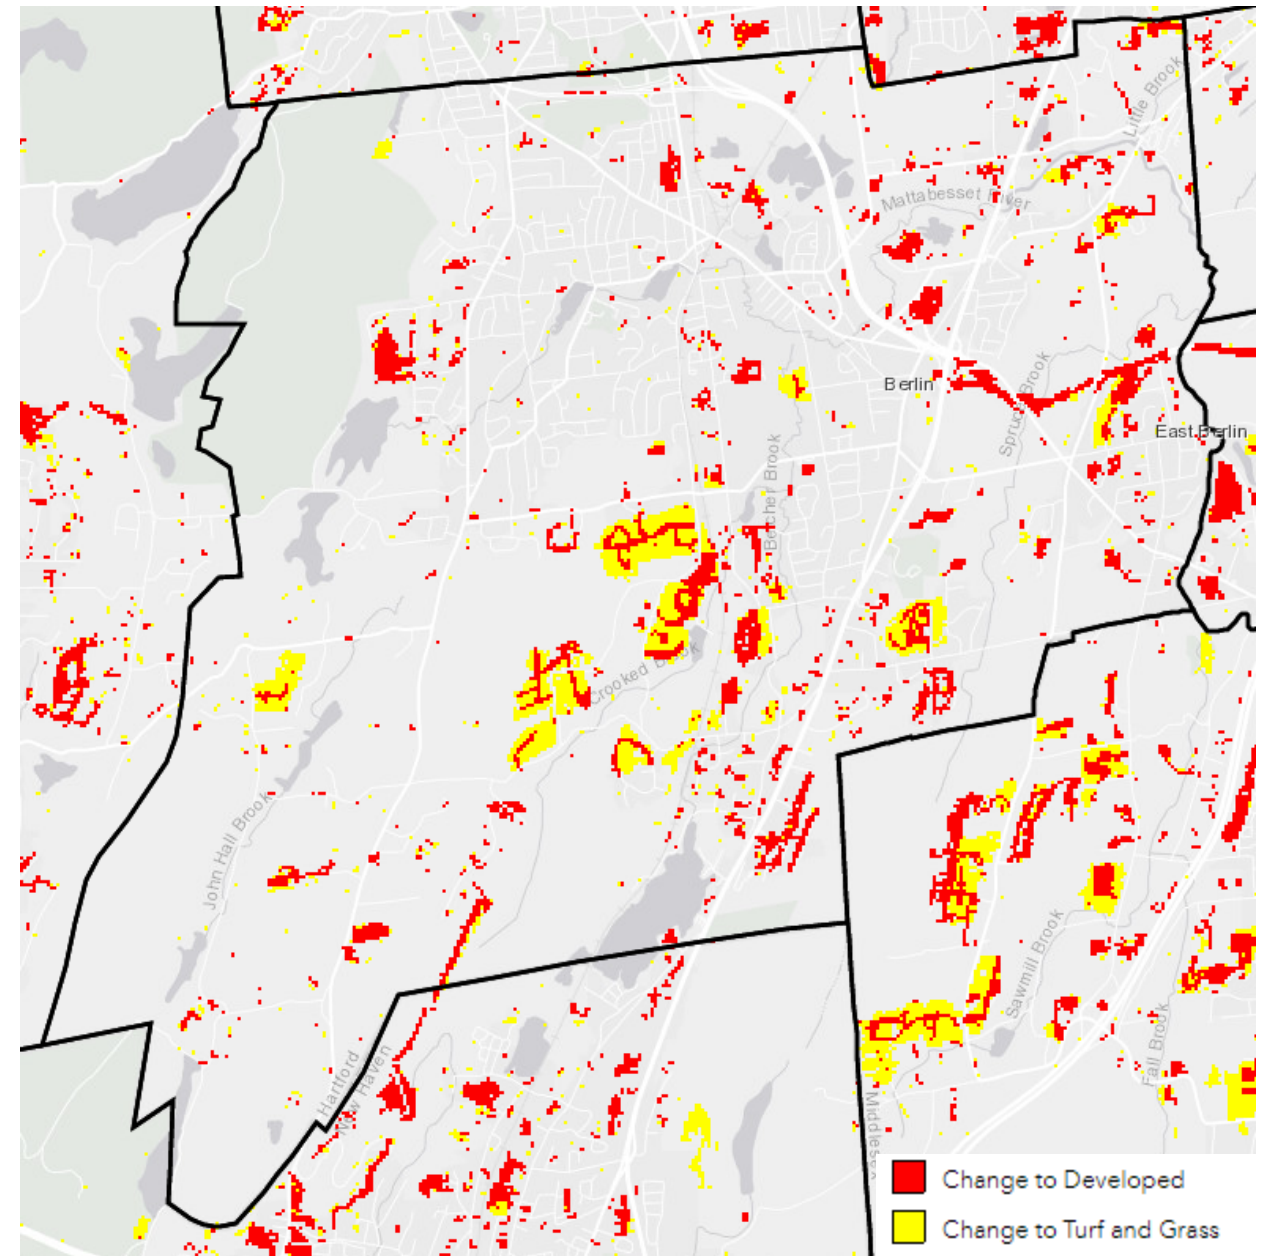 Little Brook
Mattabesset River
Berlin
Spruce Brook
East Berlin
Belcher Brook
Crooked Brook
John Hall Brook
Sawmill Brook
Fall Brook
Hartford
New Haven
Middlesex
Change to Developed
Change to Turf and Grass